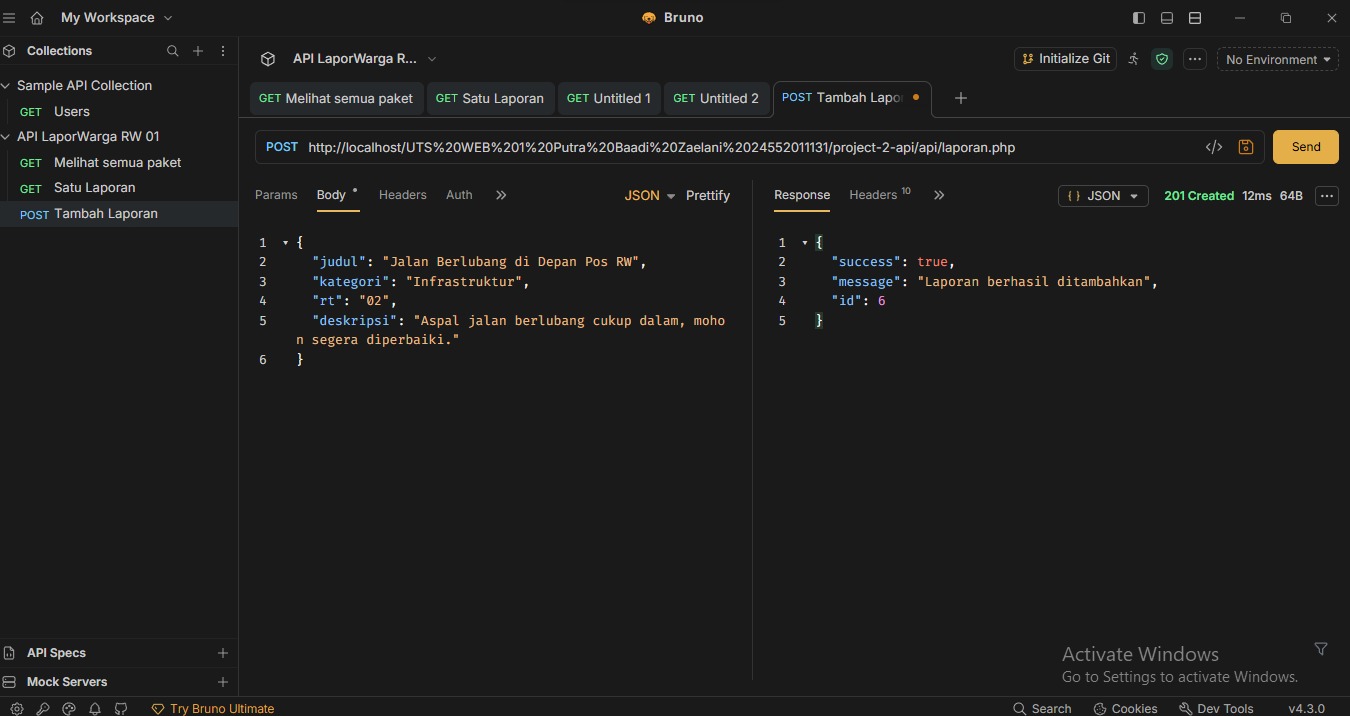 My Workspace
Bruno
Collections
API LaporWarga R...
Initialize Git
No Environment
Sample API Collection
GET Users
API LaporWarga RW 01
GET Melihat semua paket
GET Satu Laporan
POST Tambah Laporan
GET Melihat semua paket
GET Satu Laporan
GET Untitled 1
GET Untitled 2
POST Tambah Lapo
POST http://localhost/UTS%20WEB%201%20Putra%20Baadi%20Zaelani%2024552011131/project-2-api/api/laporan.php
Send
Params Body Headers Auth
JSON Prettify
1 {
2 "judul": "Jalan Berlubang di Depan Pos RW",
3 "kategori": "Infrastruktur",
4 "rt": "02",
5 "deskripsi": "Aspal jalan berlubang cukup dalam, moho
n segera diperbaiki."
6 }
Response Headers 10
{ } JSON 201 Created 12ms 64B
1 {
2 "success": true,
3 "message": "Laporan berhasil ditambahkan",
4 "id": 6
5 }
API Specs
Mock Servers
Activate Windows
Go to Settings to activate Windows.
Try Bruno Ultimate
Search
Cookies
Dev Tools
v4.3.0